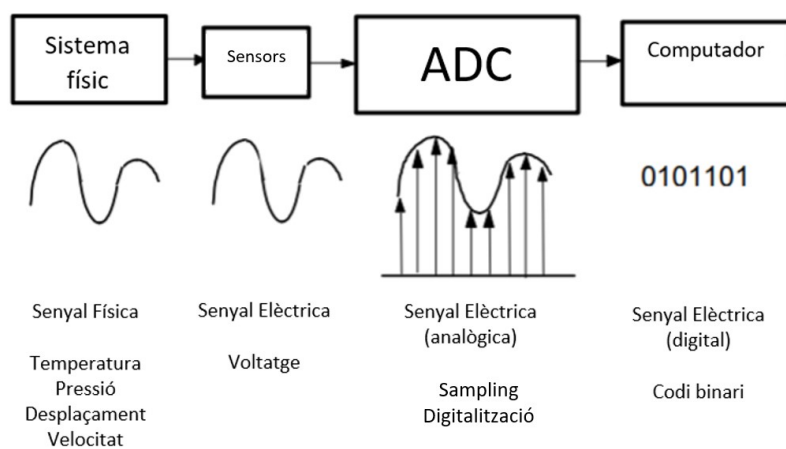 Sistema
físic
Sensors
ADC
Computador
0101101
Senyal Física
Senyal Elèctrica
Senyal Elèctrica
(analògica)
Senyal Elèctrica
(digital)
Temperatura
Pressió
Desplaçament
Velocitat
Voltatge
Sampling
Digitalització
Codi binari